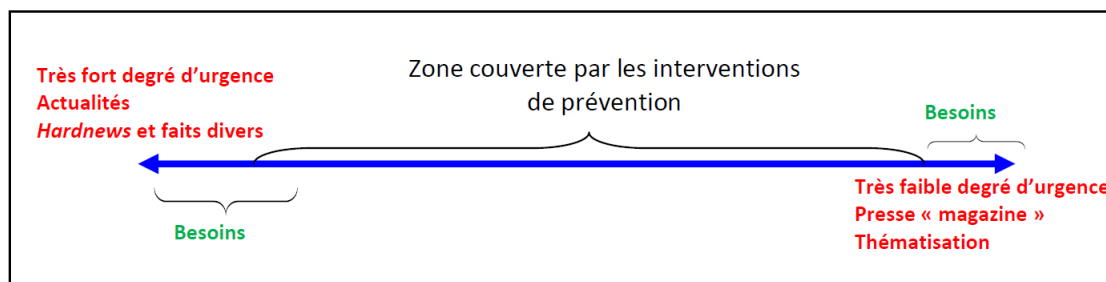 Très fort degré d’urgence
Actualités
Hardnews et faits divers
Zone couverte par les interventions
de prévention
Besoins
Besoins
Très faible degré d’urgence
Presse « magazine »
Thématisation